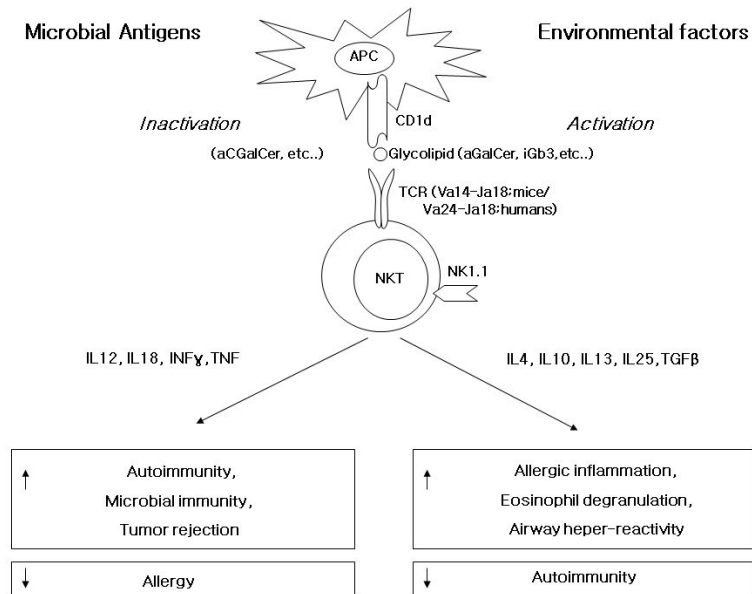 Microbial Antigens
Environmental factors
APC
CD1d
Inactivation
Activation
(aCGalCer, etc..)
Glycolipid (aGalCer, iGb3,etc..)
TCR (Va14-Ja18:mice/
Va24-Ja18:humans)
NKT
NK1.1
IL12, IL18, INFɣ,TNF
IL4, IL10, IL13, IL25,TGFβ
↑
Autoimmunity,
Microbial immunity,
Tumor rejection
↑
Allergic inflammation,
Eosinophil degranulation,
Airway heper-reactivity
↓
Allergy
↓
Autoimmunity